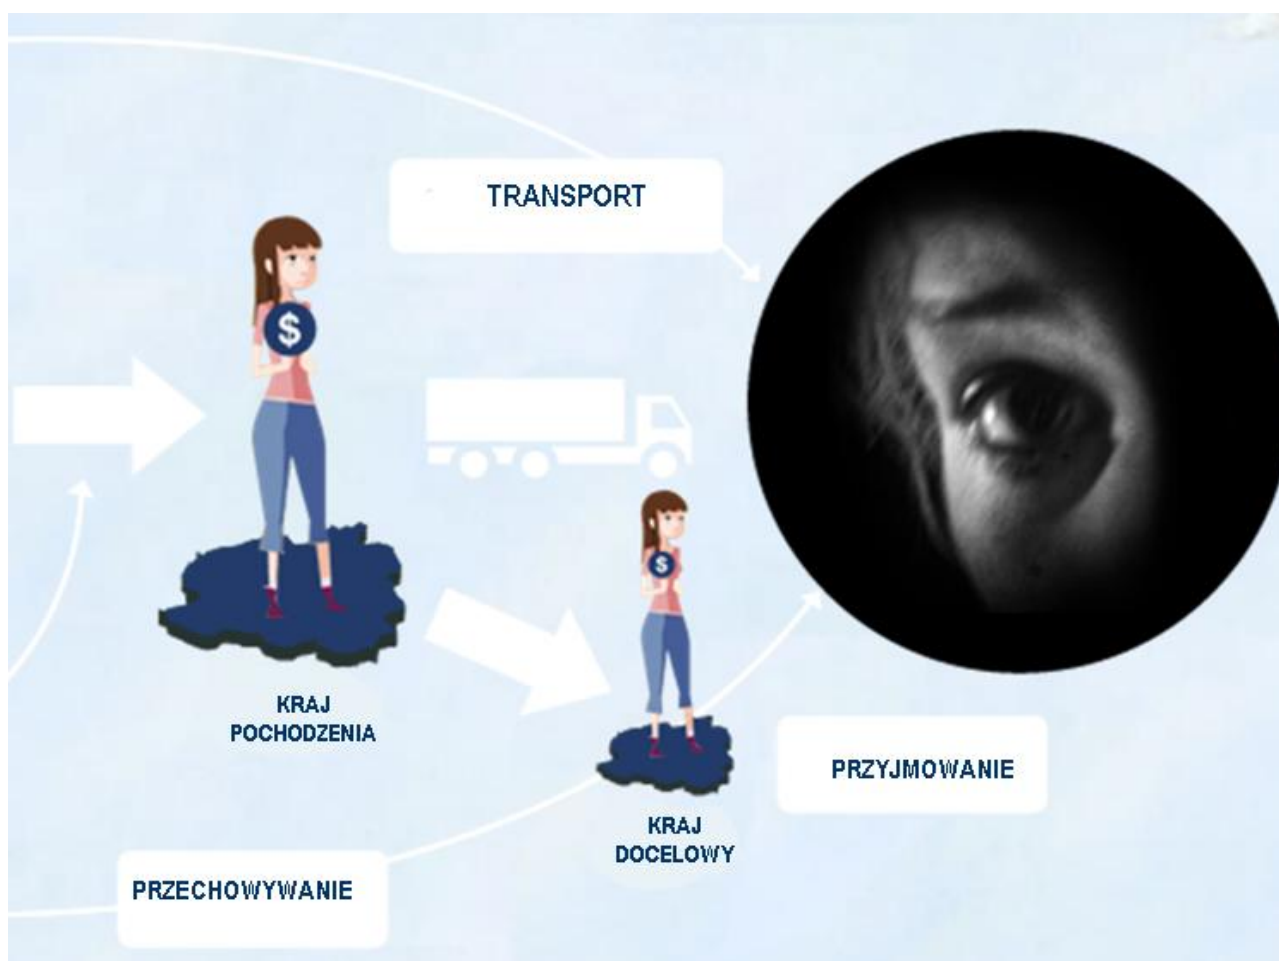 TRANSPORT
$
$
KRAJ
POCHODZENIA
PRZYJMOWANIE
KRAJ
DOCELOWY
PRZECHOWYWANIE